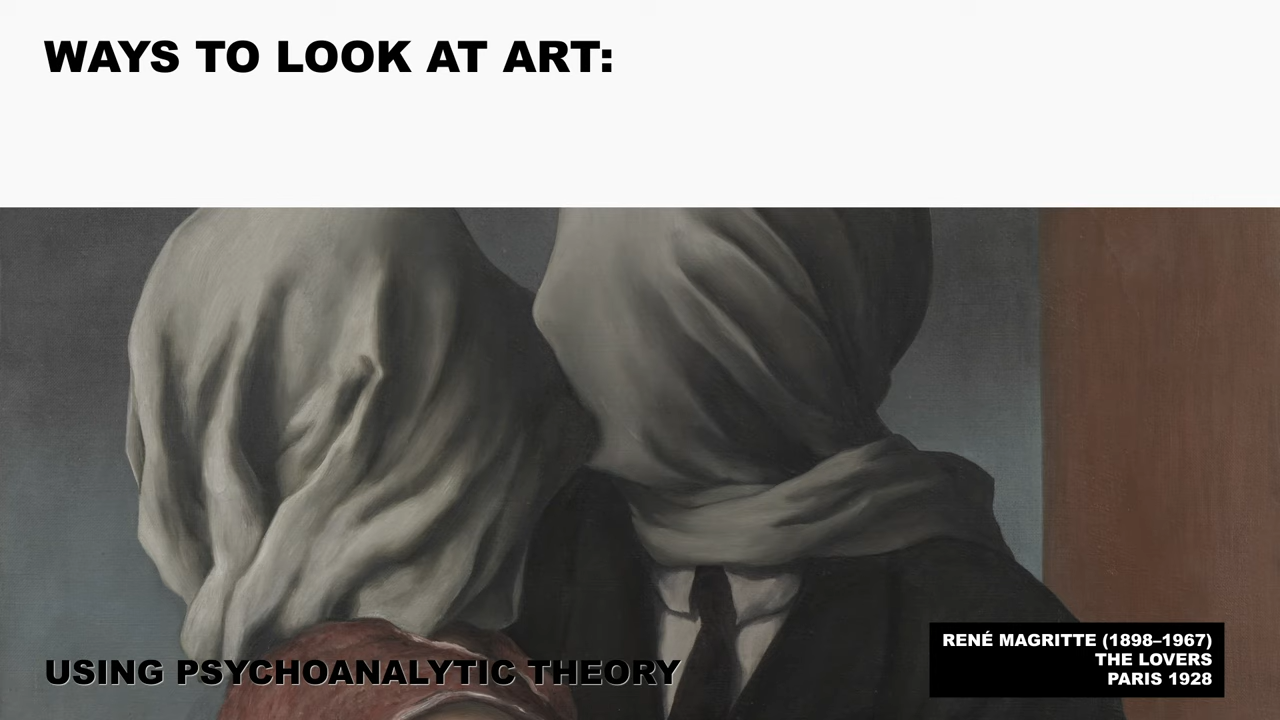 WAYS TO LOOK AT ART:
USING PSYCHOANALYTIC THEORY
RENÉ MAGRITTE (1898–1967)
THE LOVERS
PARIS 1928